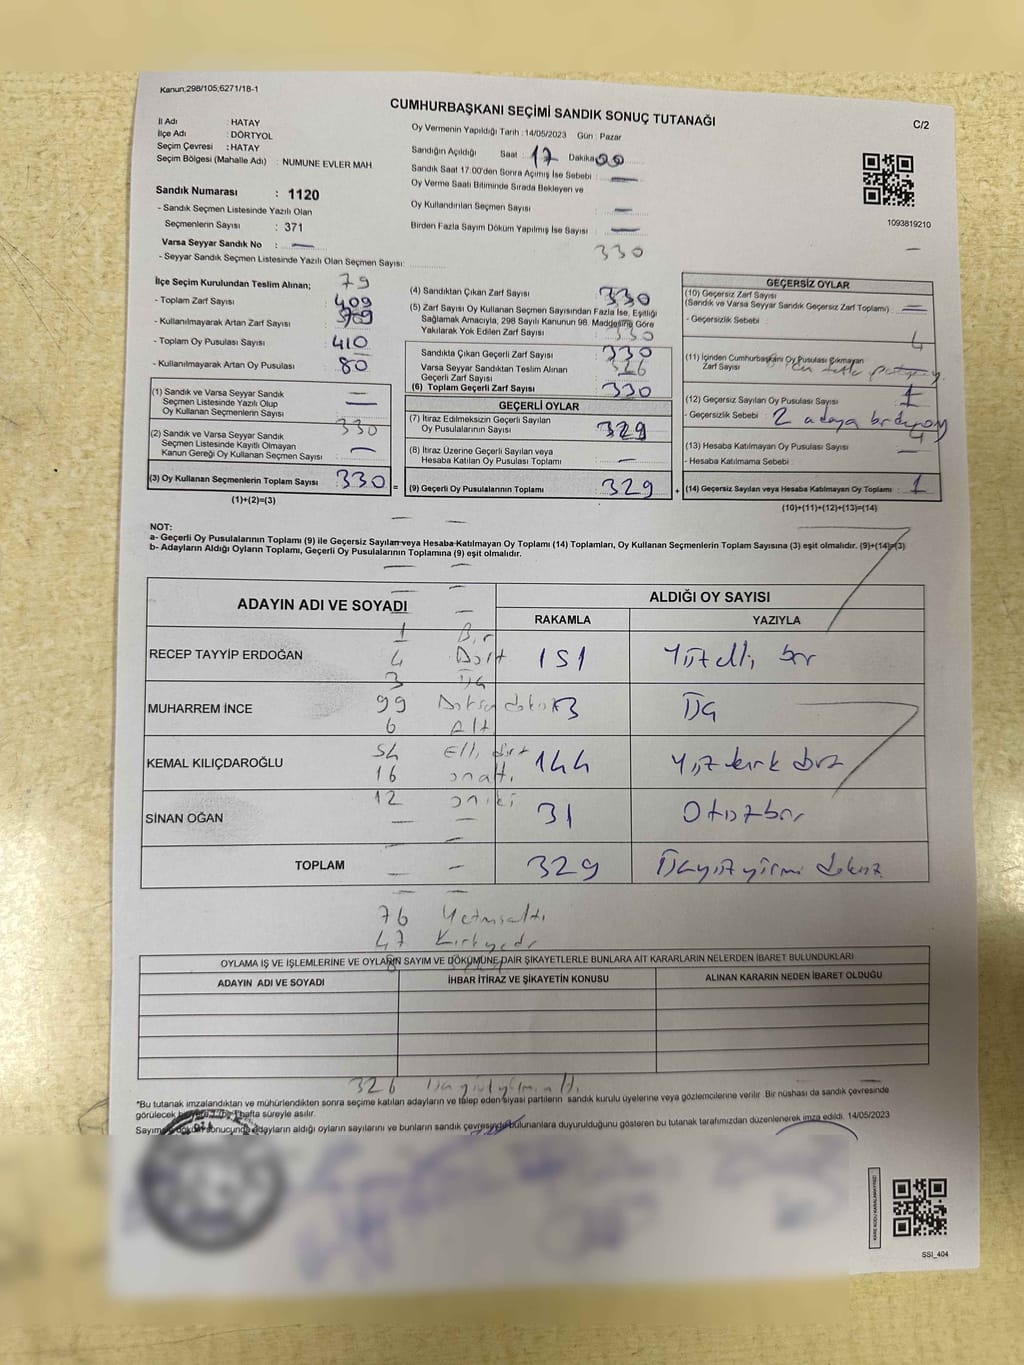 Kanun;298/105;6271/18-1
CUMHURBAŞKANI SEÇİMİ SANDIK SONUÇ TUTANAĞI
C/2
İl Adı : HATAY
İlçe Adı : DÖRTYOL
Seçim Çevresi : HATAY
Seçim Bölgesi (Mahalle Adı) : NUMUNE EVLER MAH.
Sandık Numarası : 1120
- Sandık Seçmen Listesinde Yazılı Olan
Seçmenlerin Sayısı : 371
Varsa Seyyar Sandık No : —
- Seyyar Sandık Seçmen Listesinde Yazılı Olan Seçmen Sayısı:
Oy Vermenin Yapıldığı Tarih : 14/05/2023 Gün : Pazar
Sandığın Açıldığı Saat : 17 Dakika 00
Sandık Saat 17:00'den Sonra Açımış İse Sebebi : —
Oy Verme Saati Bitiminde Sırada Bekleyen ve
Oy Kullandırılan Seçmen Sayısı : —
Birden Fazla Sayım Döküm Yapılmış İse Sayısı : —
330
1093819210
İlçe Seçim Kurulundan Teslim Alınan; 79
- Toplam Zarf Sayısı : 409
- Kullanılmayarak Artan Zarf Sayısı :
- Toplam Oy Pusulası Sayısı : 410
- Kullanılmayarak Artan Oy Pusulası : 80
(1) Sandık ve Varsa Seyyar Sandık
Seçmen Listesinde Yazılı Olup
Oy Kullanan Seçmenlerin Sayısı : —
330
(2) Sandık ve Varsa Seyyar Sandık
Seçmen Listesinde Kayıtlı Olmayan
Kanun Gereği Oy Kullanan Seçmen Sayısı : —
(3) Oy Kullanan Seçmenlerin Toplam Sayısı : 330
(1)+(2)=(3)
(4) Sandıktan Çıkan Zarf Sayısı : 330
(5) Zarf Sayısı Oy Kullanan Seçmen Sayısından Fazla İse, Eşitliği
Sağlamak Amacıyla, 298 Sayılı Kanunun 98. Maddesine Göre
Yakılarak Yok Edilen Zarf Sayısı : 330
Sandıkta Çıkan Geçerli Zarf Sayısı : 330
Varsa Seyyar Sandıktan Teslim Alınan
Geçerli Zarf Sayısı : 326
(6) Toplam Geçerli Zarf Sayısı : 330
GEÇERLİ OYLAR
(7) İtiraz Edilmeksizin Geçerli Sayılan
Oy Pusulalarının Sayısı : 329
(8) İtiraz Üzerine Geçerli Sayılan veya
Hesaba Katılan Oy Pusulası Toplamı : —
= (9) Geçerli Oy Pusulalarının Toplamı : 329
GEÇERSİZ OYLAR
(10) Geçersiz Zarf Sayısı
(Sandık ve Varsa Seyyar Sandık Geçersiz Zarf Toplamı) : —
- Geçersizlik Sebebi :
4
(11) İçinden Cumhurbaşkanı Oy Pusulası Çıkmayan
Zarf Sayısı :
(12) Geçersiz Sayılan Oy Pusulası Sayısı : 1
- Geçersizlik Sebebi : 2 adaya
4
(13) Hesaba Katılmayan Oy Pusulası Sayısı : —
- Hesaba Katılmama Sebebi :
+ (14) Geçersiz Sayılan veya Hesaba Katılmayan Oy Toplamı : 1
(10)+(11)+(12)+(13)=(14)
NOT:
a- Geçerli Oy Pusulalarının Toplamı (9) ile Geçersiz Sayılan veya Hesaba Katılmayan Oy Toplamı (14) Toplamları, Oy Kullanan Seçmenlerin Toplam Sayısına (3) eşit olmalıdır. (9)+(14)=(3)
b- Adayların Aldığı Oyların Toplamı, Geçerli Oy Pusulalarının Toplamına (9) eşit olmalıdır.
ADAYIN ADI VE SOYADI ALDIĞI OY SAYISI
RAKAMLA YAZIYLA
1 Bir
RECEP TAYYİP ERDOĞAN 4 Dört 151 Yüzelli bir
3 Üç
MUHARREM İNCE 99 Doksan dokuz 3 Üç
6 Altı
KEMAL KILIÇDAROĞLU 54 Elli dört 144 Yüz kırk dört
16 onaltı
12 oniki
SİNAN OĞAN 31 Otuzbir
TOPLAM 329 Üçyüz yirmi dokuz
76 Yetmişaltı
47 Kırkyedi
8
OYLAMA İŞ VE İŞLEMLERİNE VE OYLARIN SAYIM VE DÖKÜMÜNE DAİR ŞİKAYETLERLE BUNLARA AİT KARARLARIN NELERDEN İBARET BULUNDUKLARI
ADAYIN ADI VE SOYADI İHBAR İTİRAZ VE ŞİKAYETİN KONUSU ALINAN KARARIN NEDEN İBARET OLDUĞU
326 Üçyüzyirmi altı
*Bu tutanak imzalandıktan ve mühürlendikten sonra seçime katılan adayların ve talep eden siyasi partilerin sandık kurulu üyelerine veya gözlemcilerine verilir. Bir nüshası da sandık çevresinde
görülecek bir yere (1) hafta süreyle asılır.
Sayım ve döküm sonucunda adayların aldığı oyların sayılarını ve bunların sandık çevresinde bulunanlara duyurulduğunu gösteren bu tutanak tarafımızdan düzenlenerek imza edildi. 14/05/2023
SSİ_404